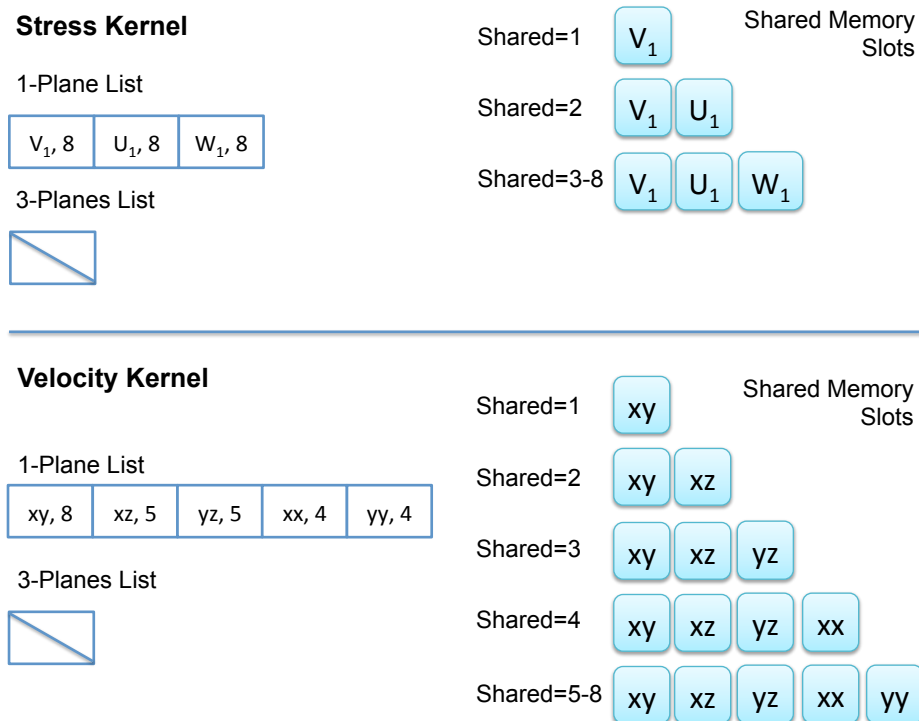 Stress Kernel
1-Plane List
V₁, 8 U₁, 8 W₁, 8
3-Planes List
Shared Memory
Slots
Shared=1 V₁
Shared=2 V₁ U₁
Shared=3-8 V₁ U₁ W₁
Velocity Kernel
1-Plane List
xy, 8 xz, 5 yz, 5 xx, 4 yy, 4
3-Planes List
Shared Memory
Slots
Shared=1 xy
Shared=2 xy xz
Shared=3 xy xz yz
Shared=4 xy xz yz xx
Shared=5-8 xy xz yz xx yy